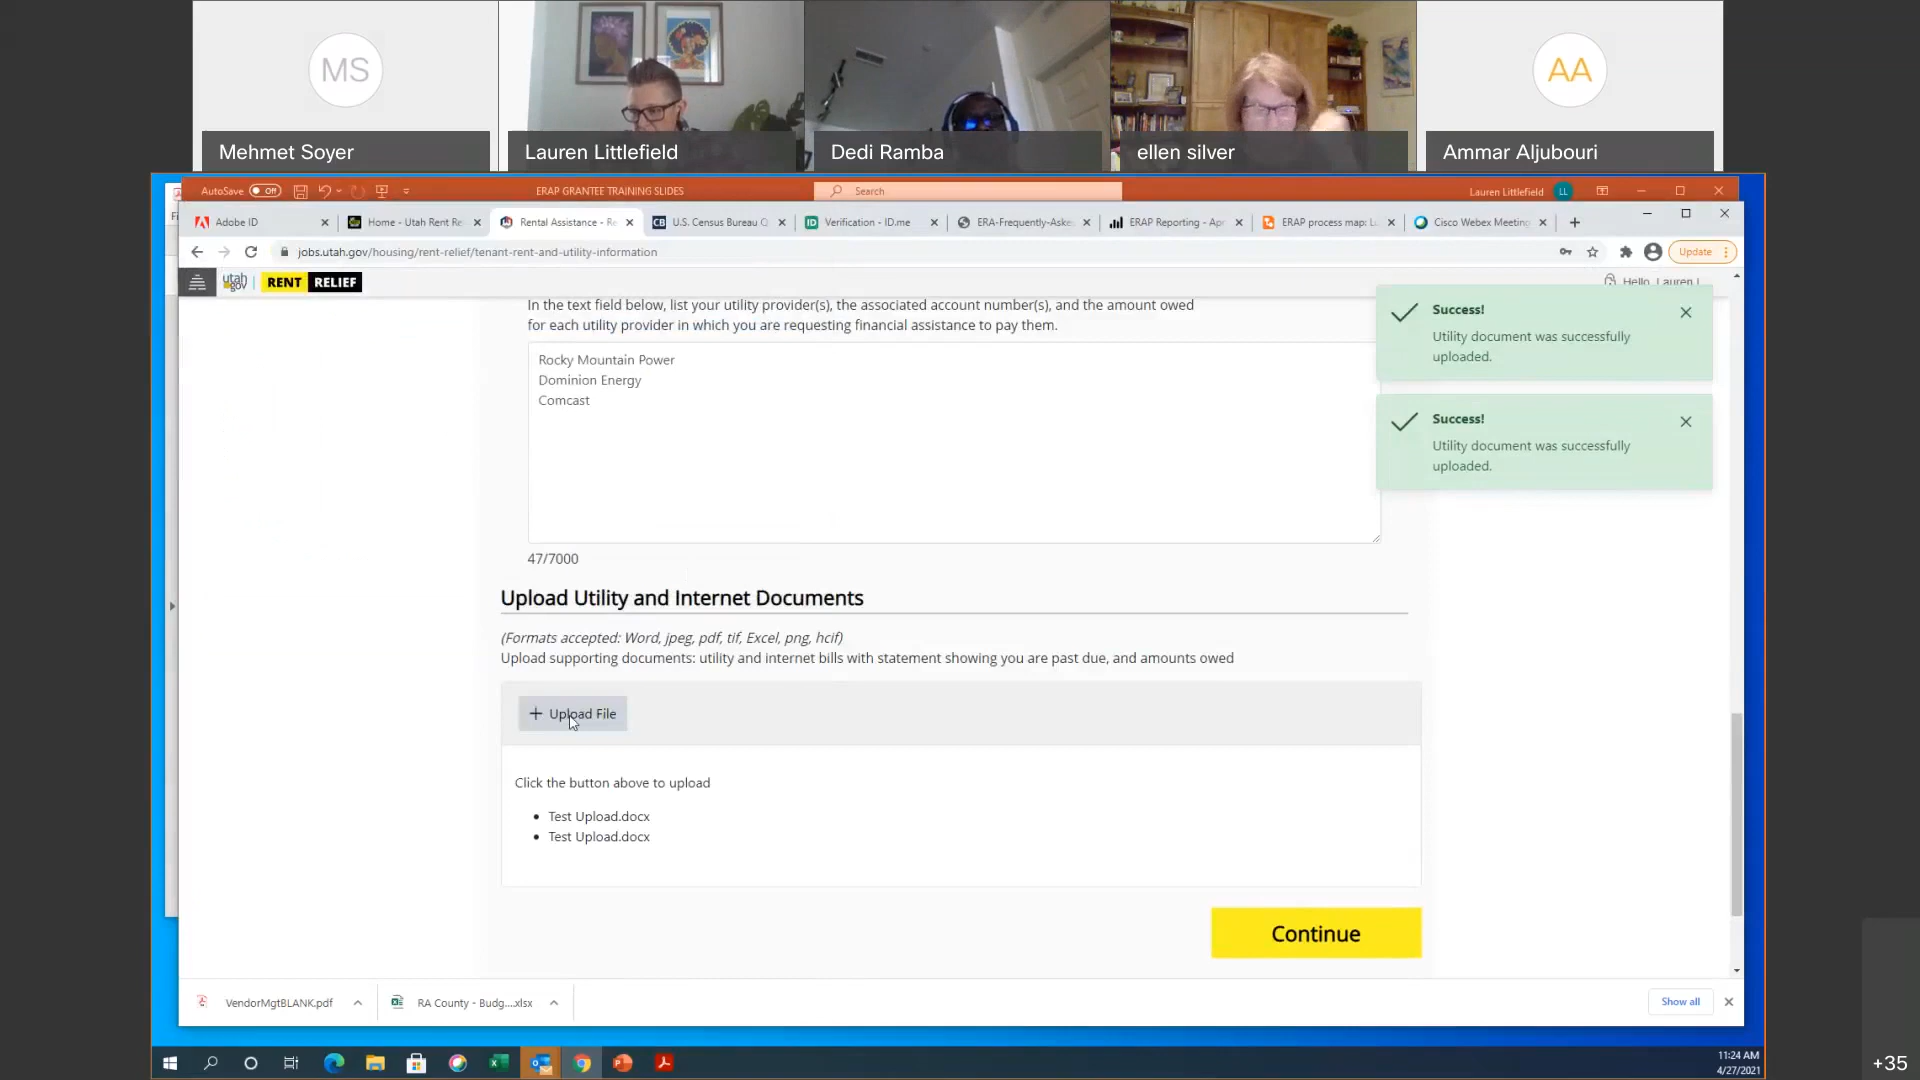 MS
AA
Mehmet Soyer
Lauren Littlefield
Dedi Ramba
ellen silver
Ammar Aljubouri
AutoSave Off
ERAP GRANTEE TRAINING SLIDES
Search
Lauren Littlefield LL
Adobe ID
Home - Utah Rent Re
Rental Assistance - Re
CB U.S. Census Bureau Q
ID Verification - ID.me
ERA-Frequently-Aske
ERAP Reporting - Apr
ERAP process map: L
Cisco Webex Meeting
jobs.utah.gov/housing/rent-relief/tenant-rent-and-utility-information
Update
utah gov
RENT RELIEF
Hello, Lauren L
In the text field below, list your utility provider(s), the associated account number(s), and the amount owed
for each utility provider in which you are requesting financial assistance to pay them.
Rocky Mountain Power
Dominion Energy
Comcast
Success!
Utility document was successfully
uploaded.
Success!
Utility document was successfully
uploaded.
47/7000
Upload Utility and Internet Documents
(Formats accepted: Word, jpeg, pdf, tif, Excel, png, hcif)
Upload supporting documents: utility and internet bills with statement showing you are past due, and amounts owed
+ Upload File
Click the button above to upload
• Test Upload.docx
• Test Upload.docx
Continue
VendorMgtBLANK.pdf
RA County - Budg....xlsx
Show all
11:24 AM
4/27/2021
+35